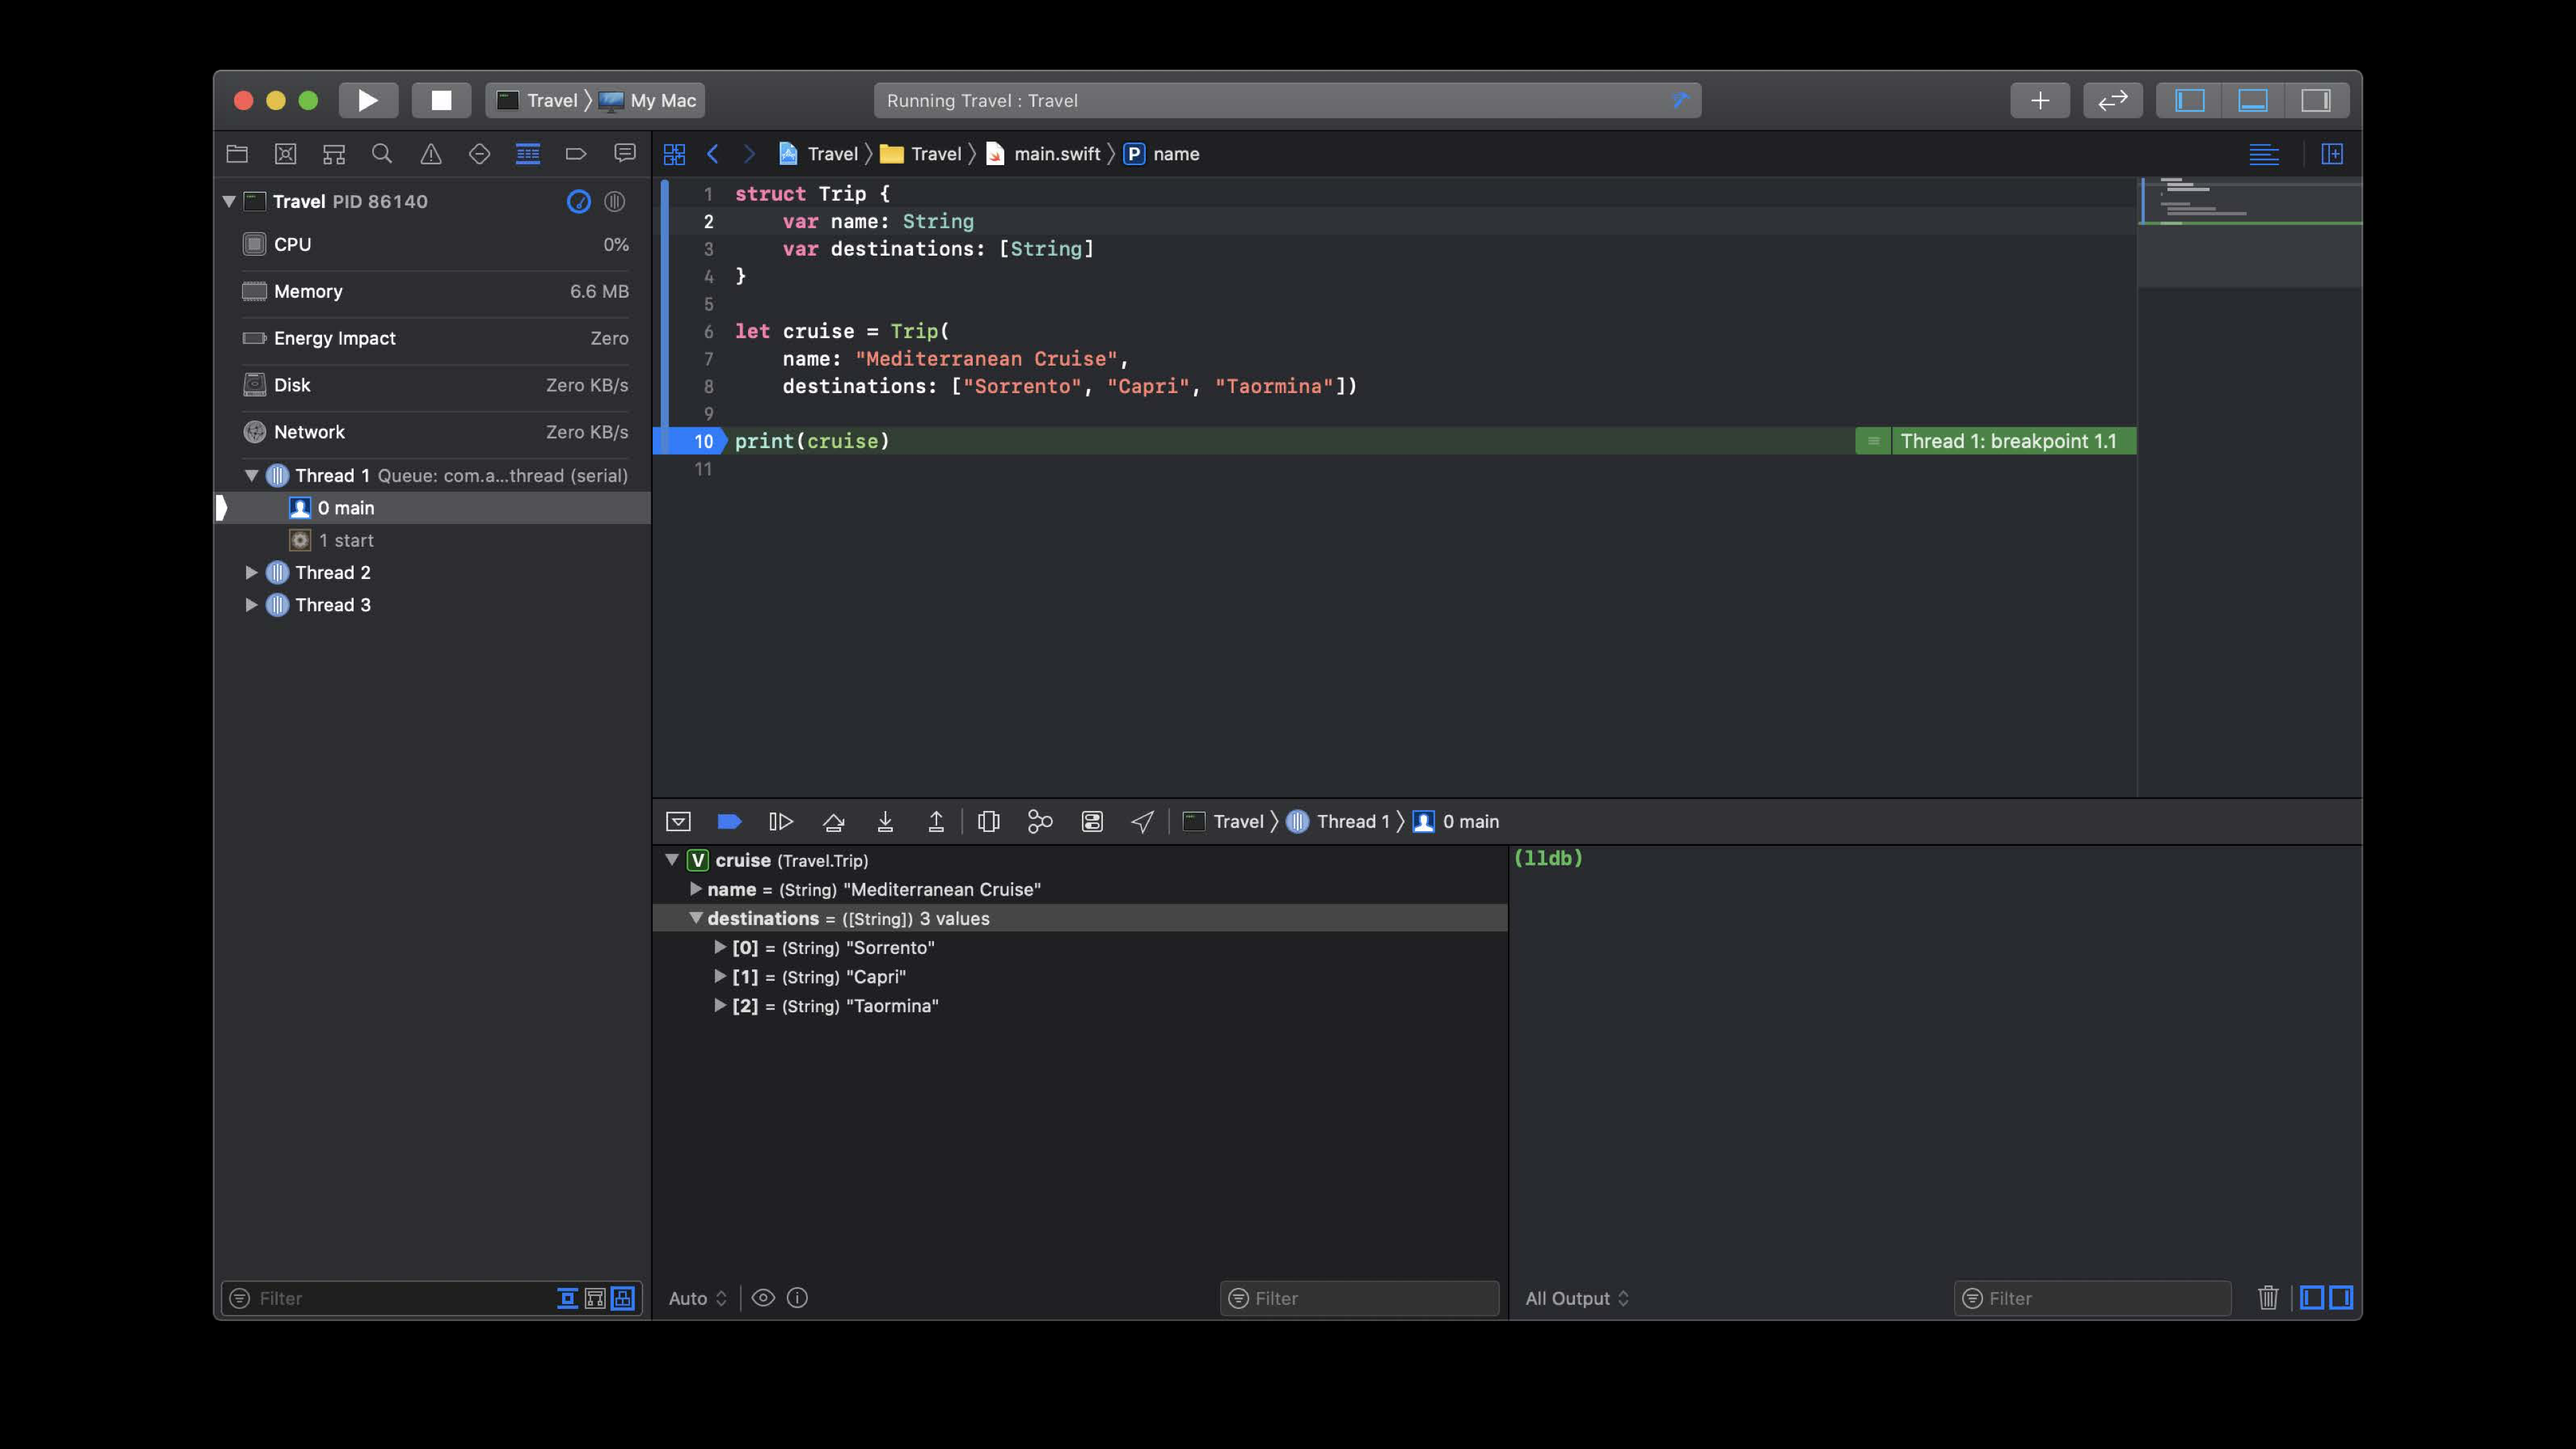 Travel 〉 My Mac
Running Travel : Travel
Travel PID 86140
CPU 0%
Memory 6.6 MB
Energy Impact Zero
Disk Zero KB/s
Network Zero KB/s
Thread 1 Queue: com.a...thread (serial)
0 main
1 start
Thread 2
Thread 3
Filter
Travel 〉 Travel 〉 main.swift 〉 P name
1 struct Trip {
2     var name: String
3     var destinations: [String]
4 }
5
6 let cruise = Trip(
7     name: "Mediterranean Cruise",
8     destinations: ["Sorrento", "Capri", "Taormina"])
9
10 print(cruise) Thread 1: breakpoint 1.1
11
Travel 〉 Thread 1 〉 0 main
V cruise (Travel.Trip)
name = (String) "Mediterranean Cruise"
destinations = ([String]) 3 values
[0] = (String) "Sorrento"
[1] = (String) "Capri"
[2] = (String) "Taormina"
Auto Filter
(lldb)
All Output Filter